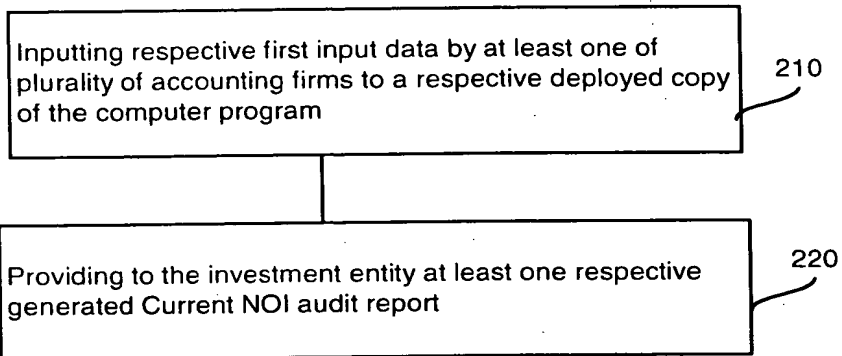 Inputting respective first input data by at least one of
plurality of accounting firms to a respective deployed copy
of the computer program
210
Providing to the investment entity at least one respective
generated Current NOI audit report
220